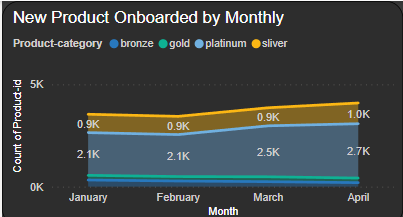 New Product Onboarded by Monthly
Product-category bronze gold platinum sliver
Count of Product-id
5K
0K
0.9K 0.9K 0.9K 1.0K
2.1K 2.1K 2.5K 2.7K
January February March April
Month